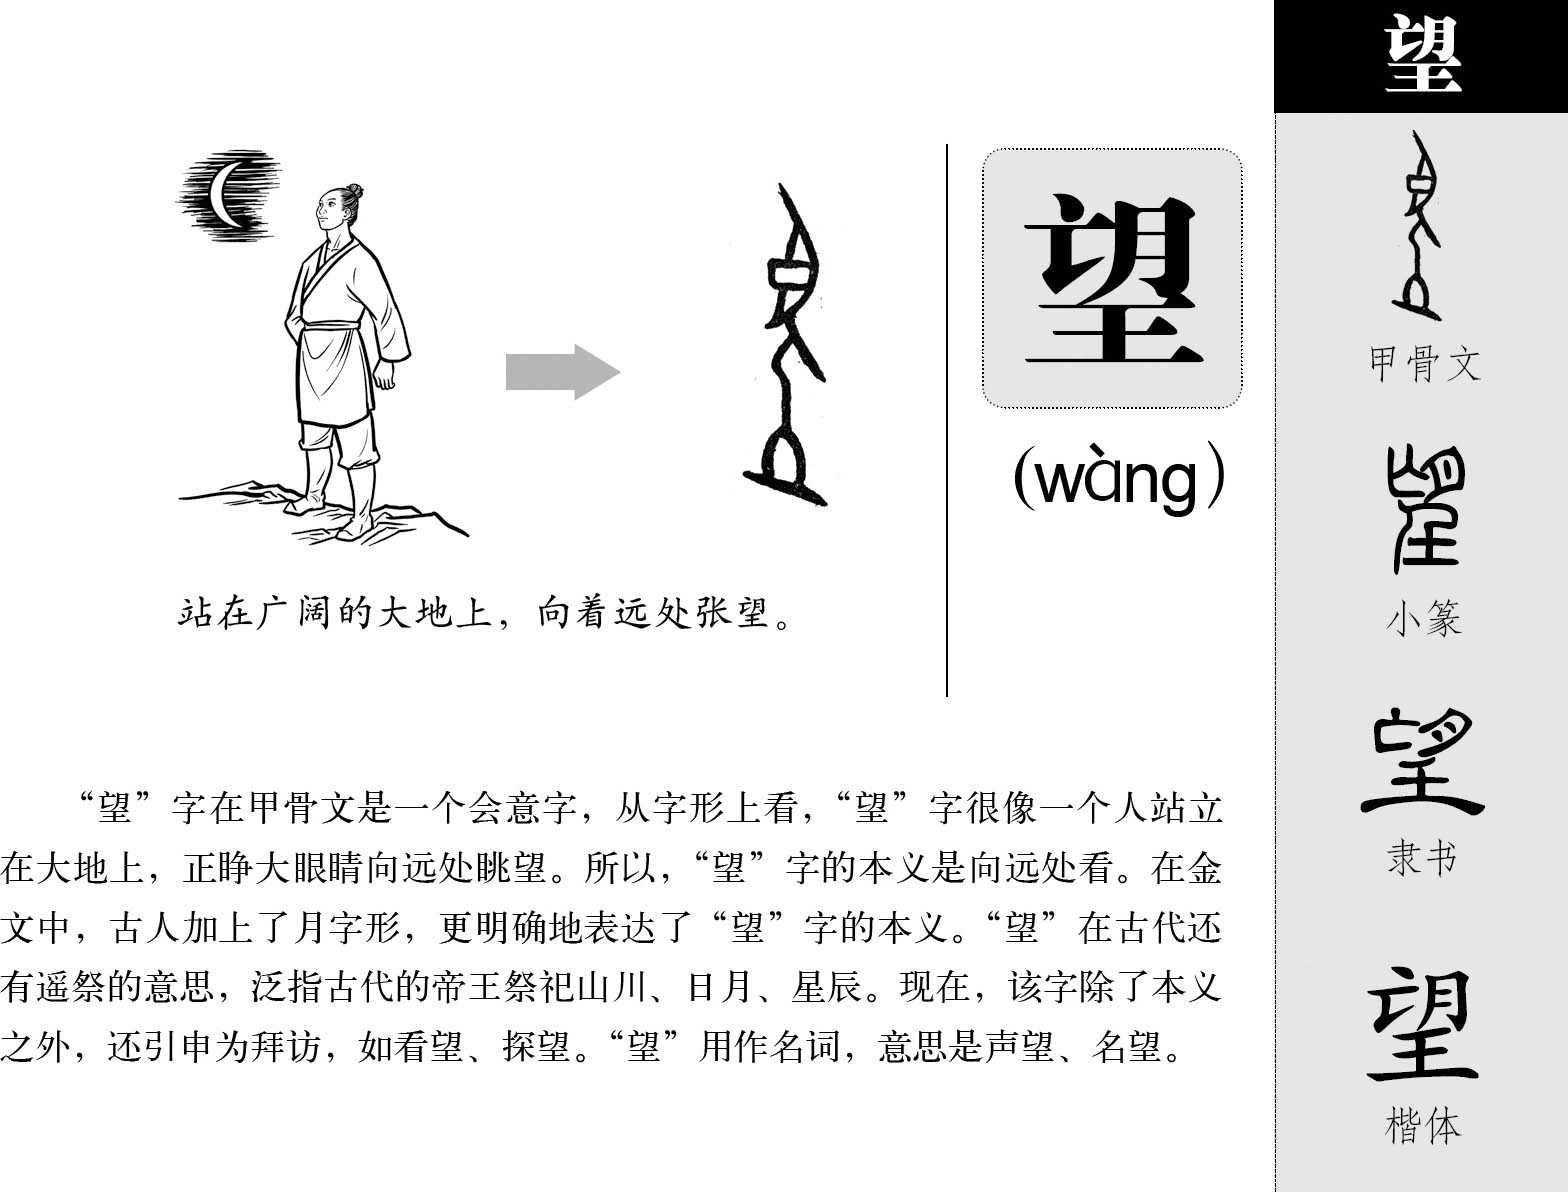 站在广阔的大地上，向着远处张望。
望
(wàng)
“望”字在甲骨文是一个会意字，从字形上看，“望”字很像一个人站立
在大地上，正睁大眼睛向远处眺望。所以，“望”字的本义是向远处看。在金
文中，古人加上了月字形，更明确地表达了“望”字的本义。“望”在古代还
有遥祭的意思，泛指古代的帝王祭祀山川、日月、星辰。现在，该字除了本义
之外，还引申为拜访，如看望、探望。“望”用作名词，意思是声望、名望。
望
望
甲骨文
望
小篆
望
隶书
望
楷体